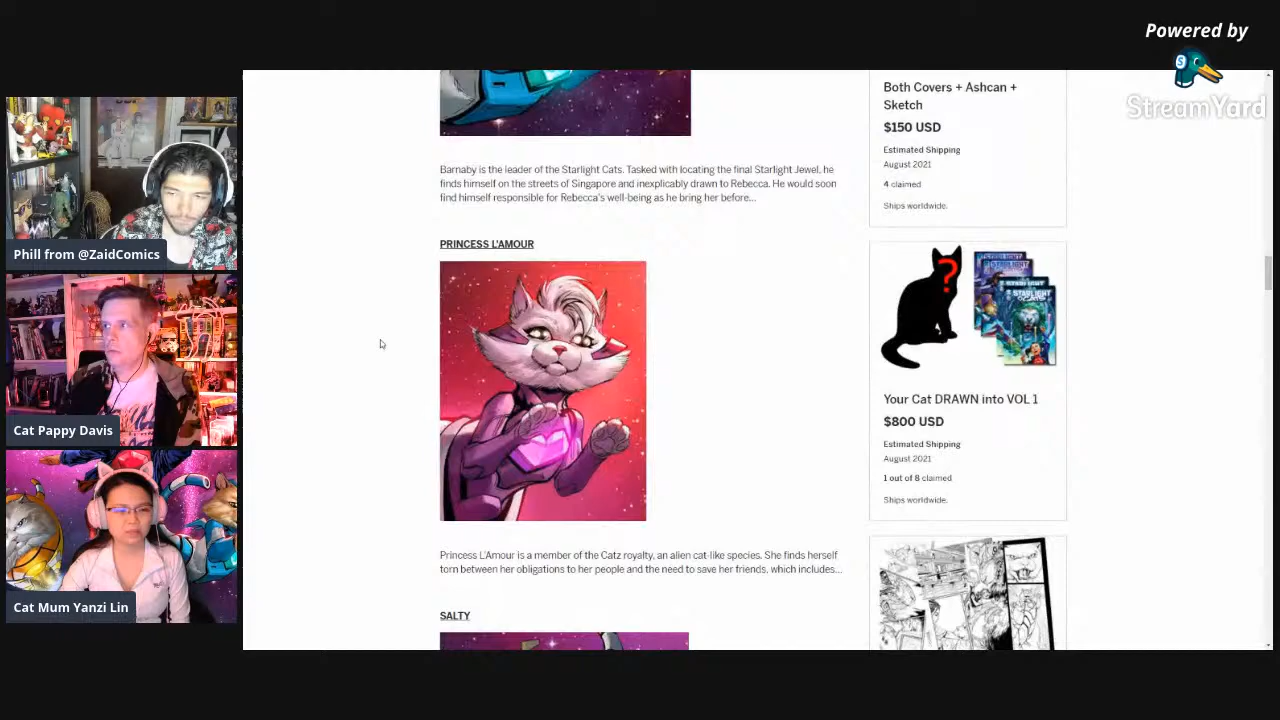 Powered by
StreamYard
Phill from @ZaidComics
Cat Pappy Davis
Cat Mum Yanzi Lin
Barnaby is the leader of the Starlight Cats. Tasked with locating the final Starlight Jewel, he
finds himself on the streets of Singapore and inexplicably drawn to Rebecca. He would soon
find himself responsible for Rebecca's well-being as he bring her before...
PRINCESS L'AMOUR
Princess L'Amour is a member of the Catz royalty, an alien cat-like species. She finds herself
torn between her obligations to her people and the need to save her friends, which includes...
SALTY
Both Covers + Ashcan +
Sketch
$150 USD
Estimated Shipping
August 2021
4 claimed
Ships worldwide.
?
STARLIGHT
CATS
Your Cat DRAWN into VOL 1
$800 USD
Estimated Shipping
August 2021
1 out of 8 claimed
Ships worldwide.